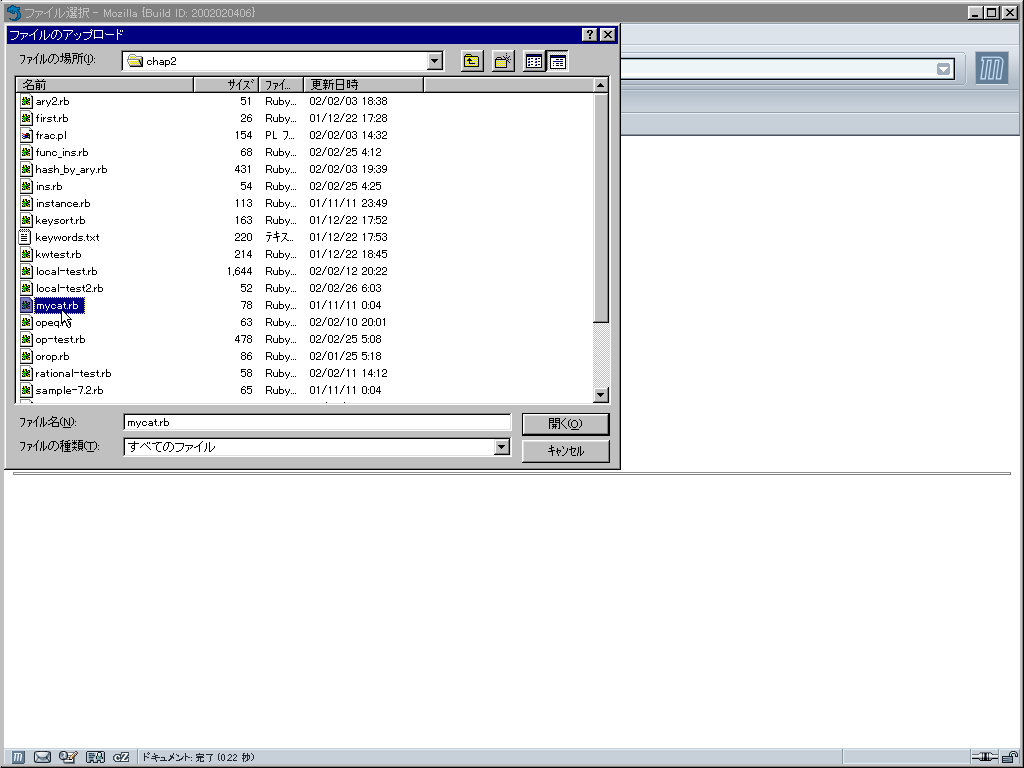 ファイル選択 - Mozilla {Build ID: 2002020406}
ファイルのアップロード
ファイルの場所(I):
chap2
名前 サイズ ファイ... 更新日時
ary2.rb 51 Ruby... 02/02/03 18:38
first.rb 26 Ruby... 01/12/22 17:28
frac.pl 154 PL フ... 02/02/03 14:32
func_ins.rb 68 Ruby... 02/02/25 4:12
hash_by_ary.rb 431 Ruby... 02/02/03 19:39
ins.rb 54 Ruby... 02/02/25 4:25
instance.rb 113 Ruby... 01/11/11 23:49
keysort.rb 163 Ruby... 01/12/22 17:52
keywords.txt 220 テキス... 01/12/22 17:53
kwtest.rb 214 Ruby... 01/12/22 18:45
local-test.rb 1,644 Ruby... 02/02/12 20:22
local-test2.rb 52 Ruby... 02/02/26 6:03
mycat.rb 78 Ruby... 01/11/11 0:04
63 Ruby... 02/02/10 20:01
op-test.rb 478 Ruby... 02/02/25 5:08
orop.rb 86 Ruby... 02/01/25 5:18
rational-test.rb 58 Ruby... 02/02/11 14:12
sample-7.2.rb 65 Ruby... 01/11/11 0:04
ファイル名(N): mycat.rb 開く(O)
ファイルの種類(T): すべてのファイル キャンセル
ドキュメント: 完了 (0.22 秒)